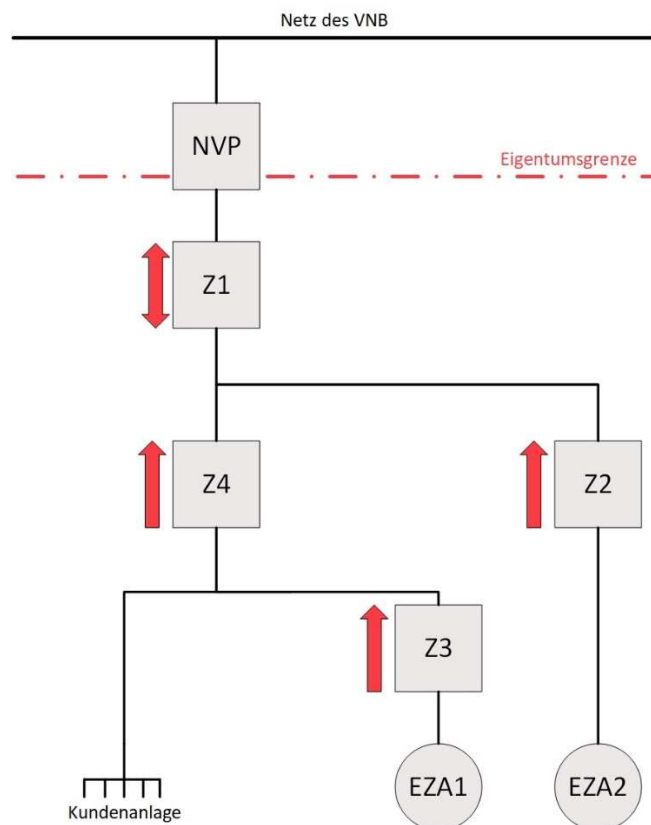 Netz des VNB
NVP
Eigentumsgrenze
Z1
Z4
Z2
Z3
EZA1
EZA2
Kundenanlage